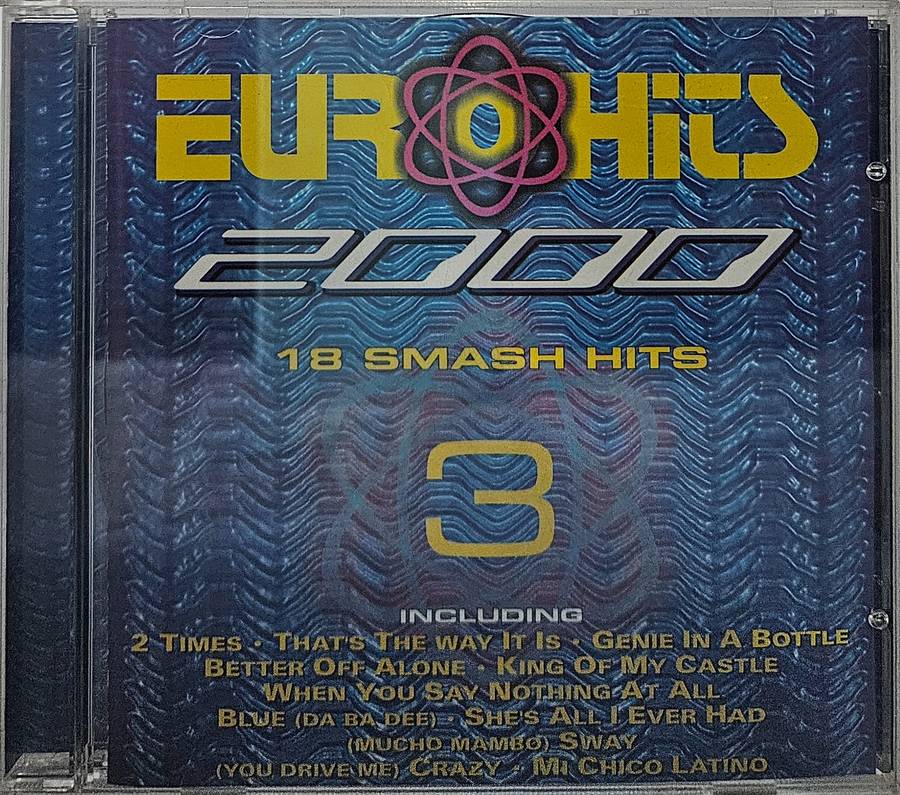 EUROHITS
2000
18 SMASH HITS
3
INCLUDING
2 TIMES · THAT'S THE WAY IT IS · GENIE IN A BOTTLE
BETTER OFF ALONE · KING OF MY CASTLE
WHEN YOU SAY NOTHING AT ALL
BLUE (DA BA DEE) · SHE'S ALL I EVER HAD
(MUCHO MAMBO) SWAY
(YOU DRIVE ME) CRAZY · MI CHICO LATINO